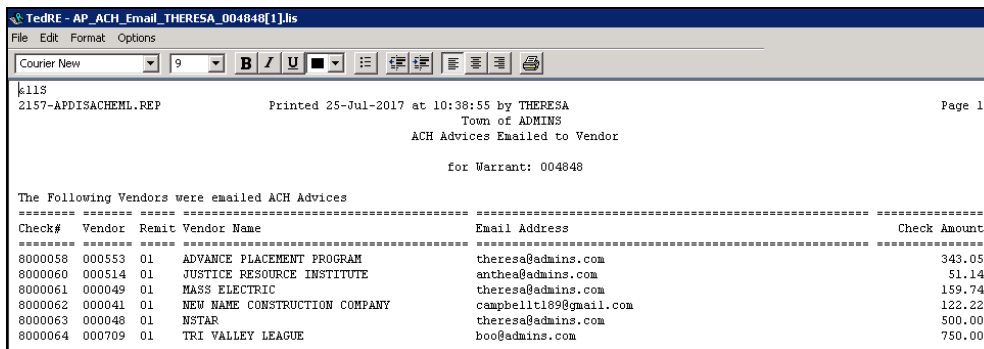 TedRE - AP_ACH_Email_THERESA_004848[1].lis
File Edit Format Options
Courier New 9 B I U
&l1S
2157-APDISACHEML.REP Printed 25-Jul-2017 at 10:38:55 by THERESA Page 1
Town of ADMINS
ACH Advices Emailed to Vendor
for Warrant: 004848
The Following Vendors were emailed ACH Advices
Check# Vendor Remit Vendor Name Email Address Check Amount
8000058 000553 01 ADVANCE PLACEMENT PROGRAM theresa@admins.com 343.05
8000060 000514 01 JUSTICE RESOURCE INSTITUTE anthea@admins.com 51.14
8000061 000049 01 MASS ELECTRIC theresa@admins.com 159.74
8000062 000041 01 NEW NAME CONSTRUCTION COMPANY campbellt189@gmail.com 122.22
8000063 000048 01 NSTAR theresa@admins.com 500.00
8000064 000709 01 TRI VALLEY LEAGUE boo@admins.com 750.00